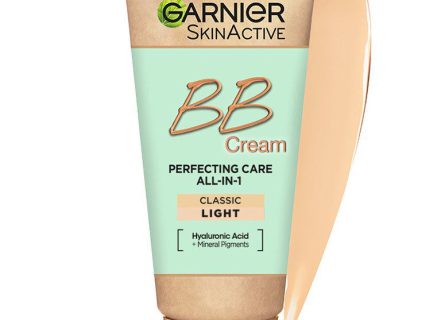 GARNIER
SKINACTIVE
BB
Cream
PERFECTING CARE
ALL-IN-1
CLASSIC
LIGHT
Hyaluronic Acid
+ Mineral Pigments